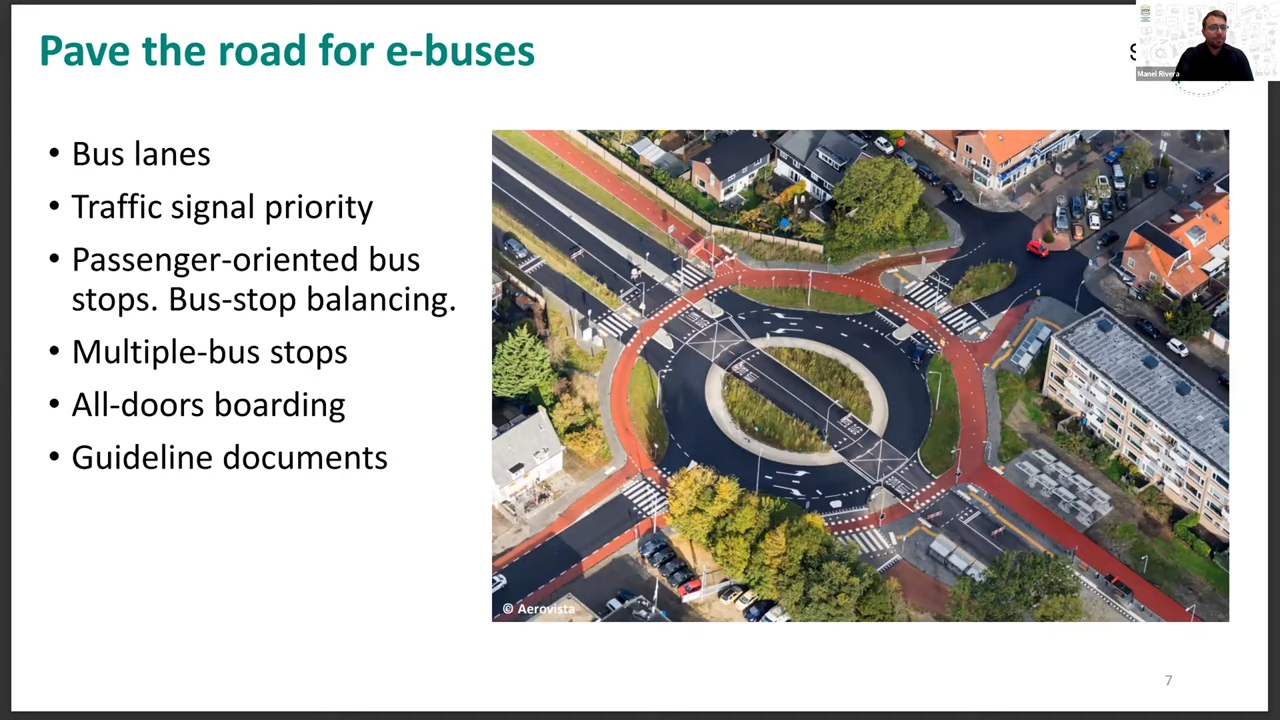 Pave the road for e-buses
S
Manel Rivera
• Bus lanes
• Traffic signal priority
• Passenger-oriented bus
stops. Bus-stop balancing.
• Multiple-bus stops
• All-doors boarding
• Guideline documents
© Aerovista
7